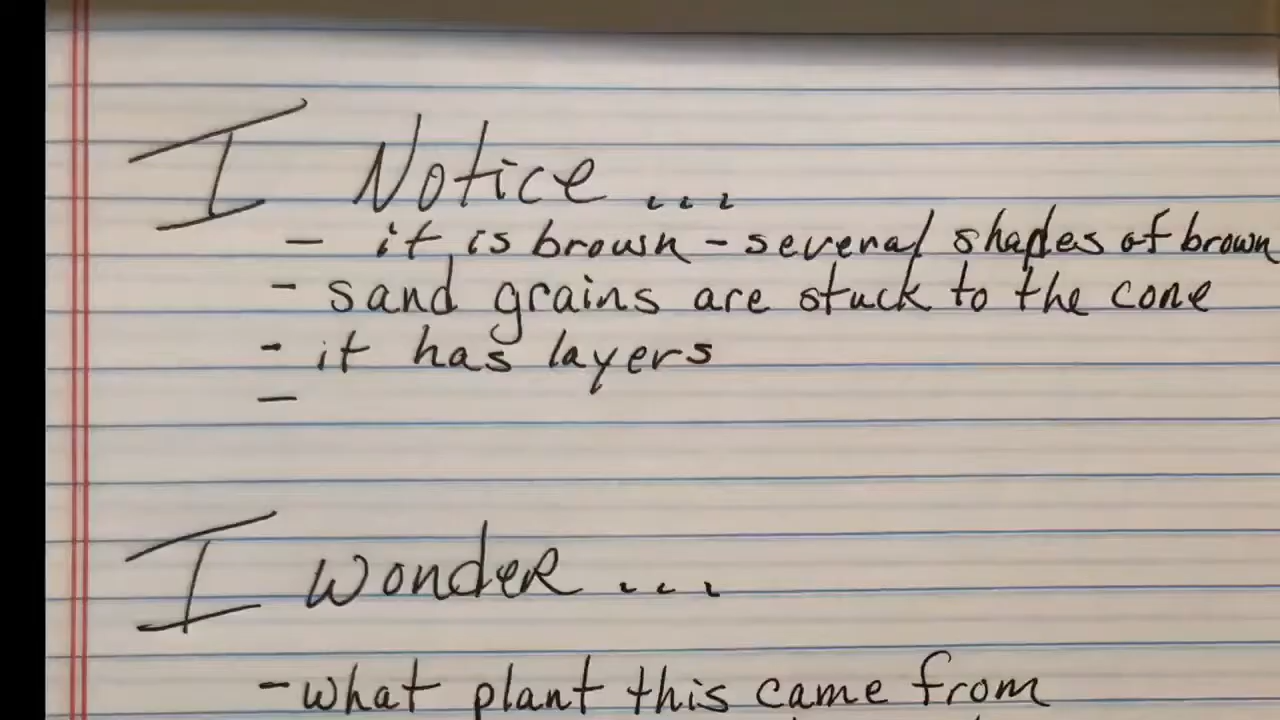 I Notice...
- it is brown - several shades of brown
- sand grains are stuck to the cone
- it has layers
-
I wonder...
- what plant this came from